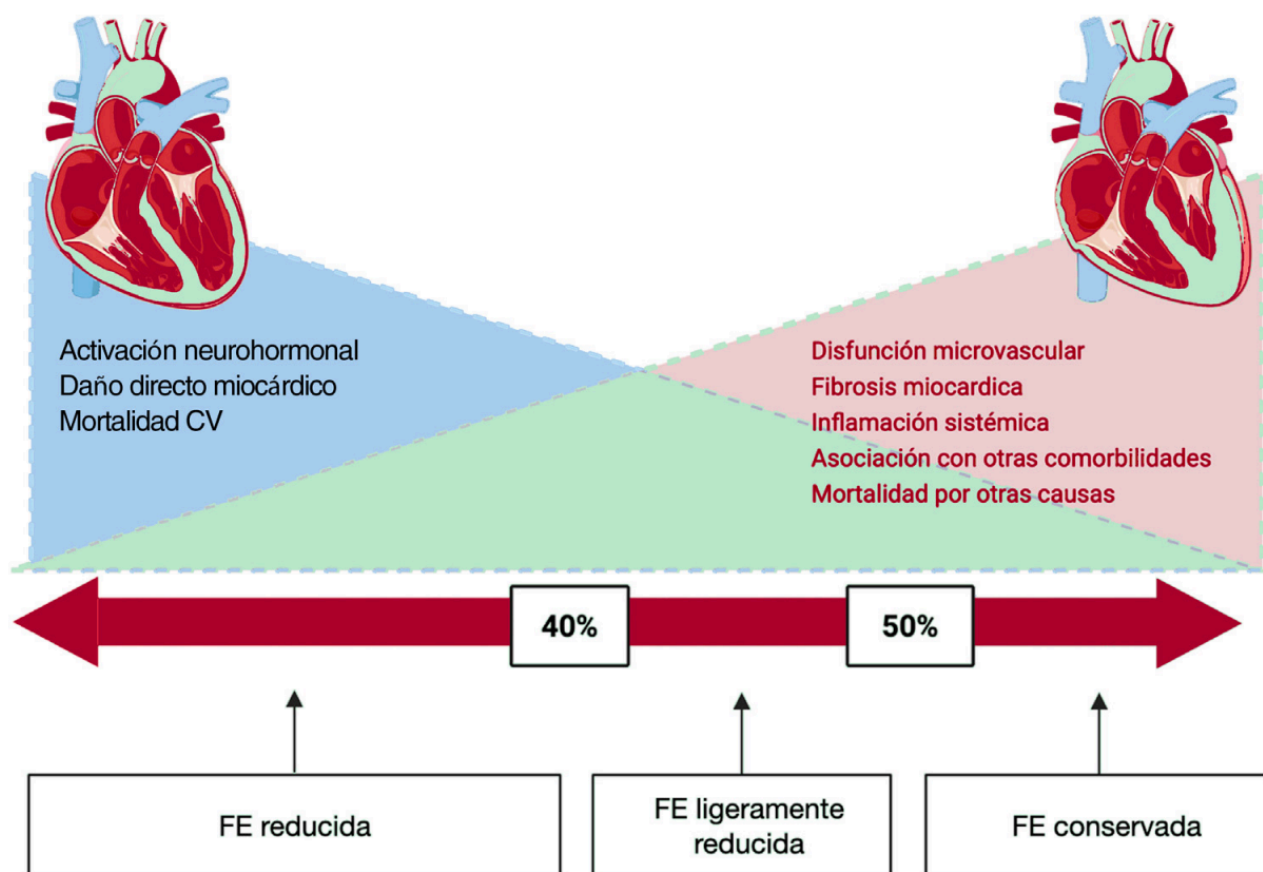 Activación neurohormonal
Daño directo miocárdico
Mortalidad CV
Disfunción microvascular
Fibrosis miocardica
Inflamación sistémica
Asociación con otras comorbilidades
Mortalidad por otras causas
40%
50%
FE reducida
FE ligeramente
reducida
FE conservada